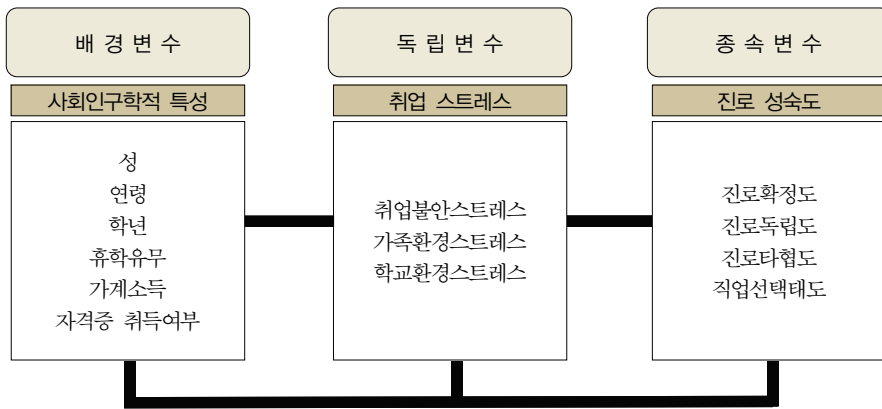 배 경 변 수
사회인구학적 특성
성
연령
학년
휴학유무
가계소득
자격증 취득여부
독 립 변 수
취업 스트레스
취업불안스트레스
가족환경스트레스
학교환경스트레스
종 속 변 수
진로 성숙도
진로확정도
진로독립도
진로타협도
직업선택태도